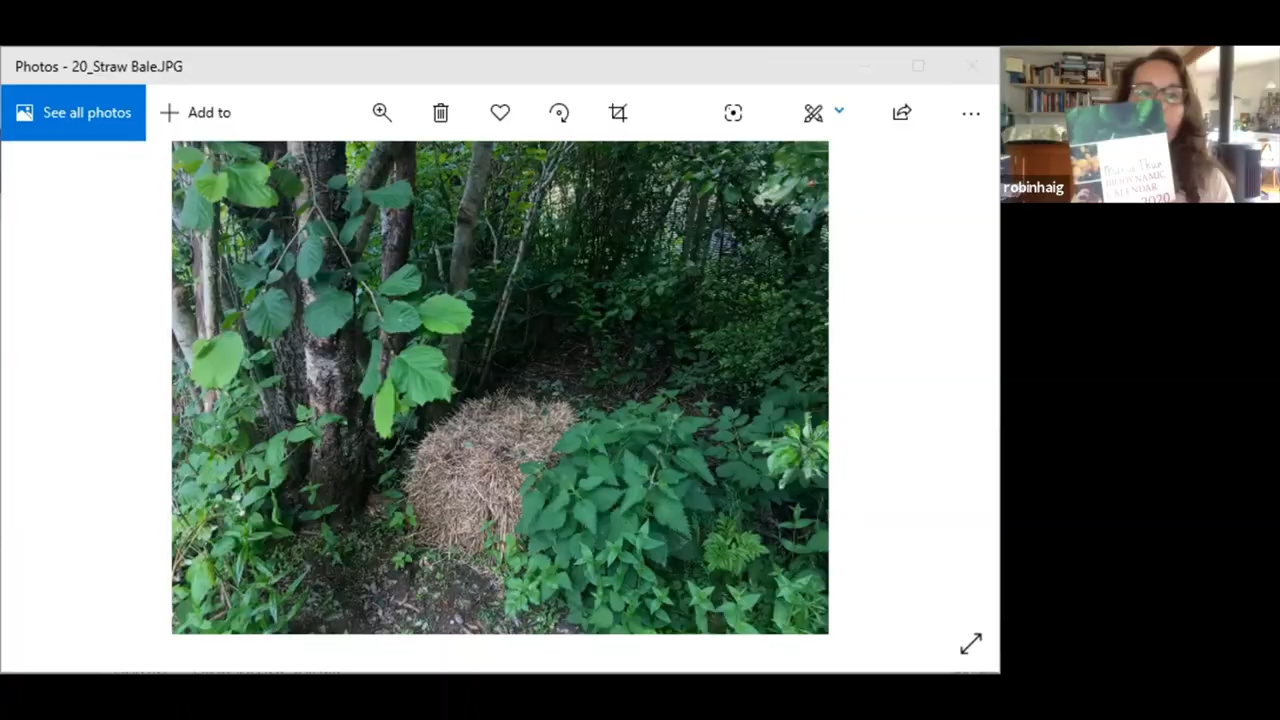 Photos - 20_Straw Bale.JPG
See all photos
Add to
robinhaig
Maria Thun
BIODYNAMIC
CALENDAR
2020